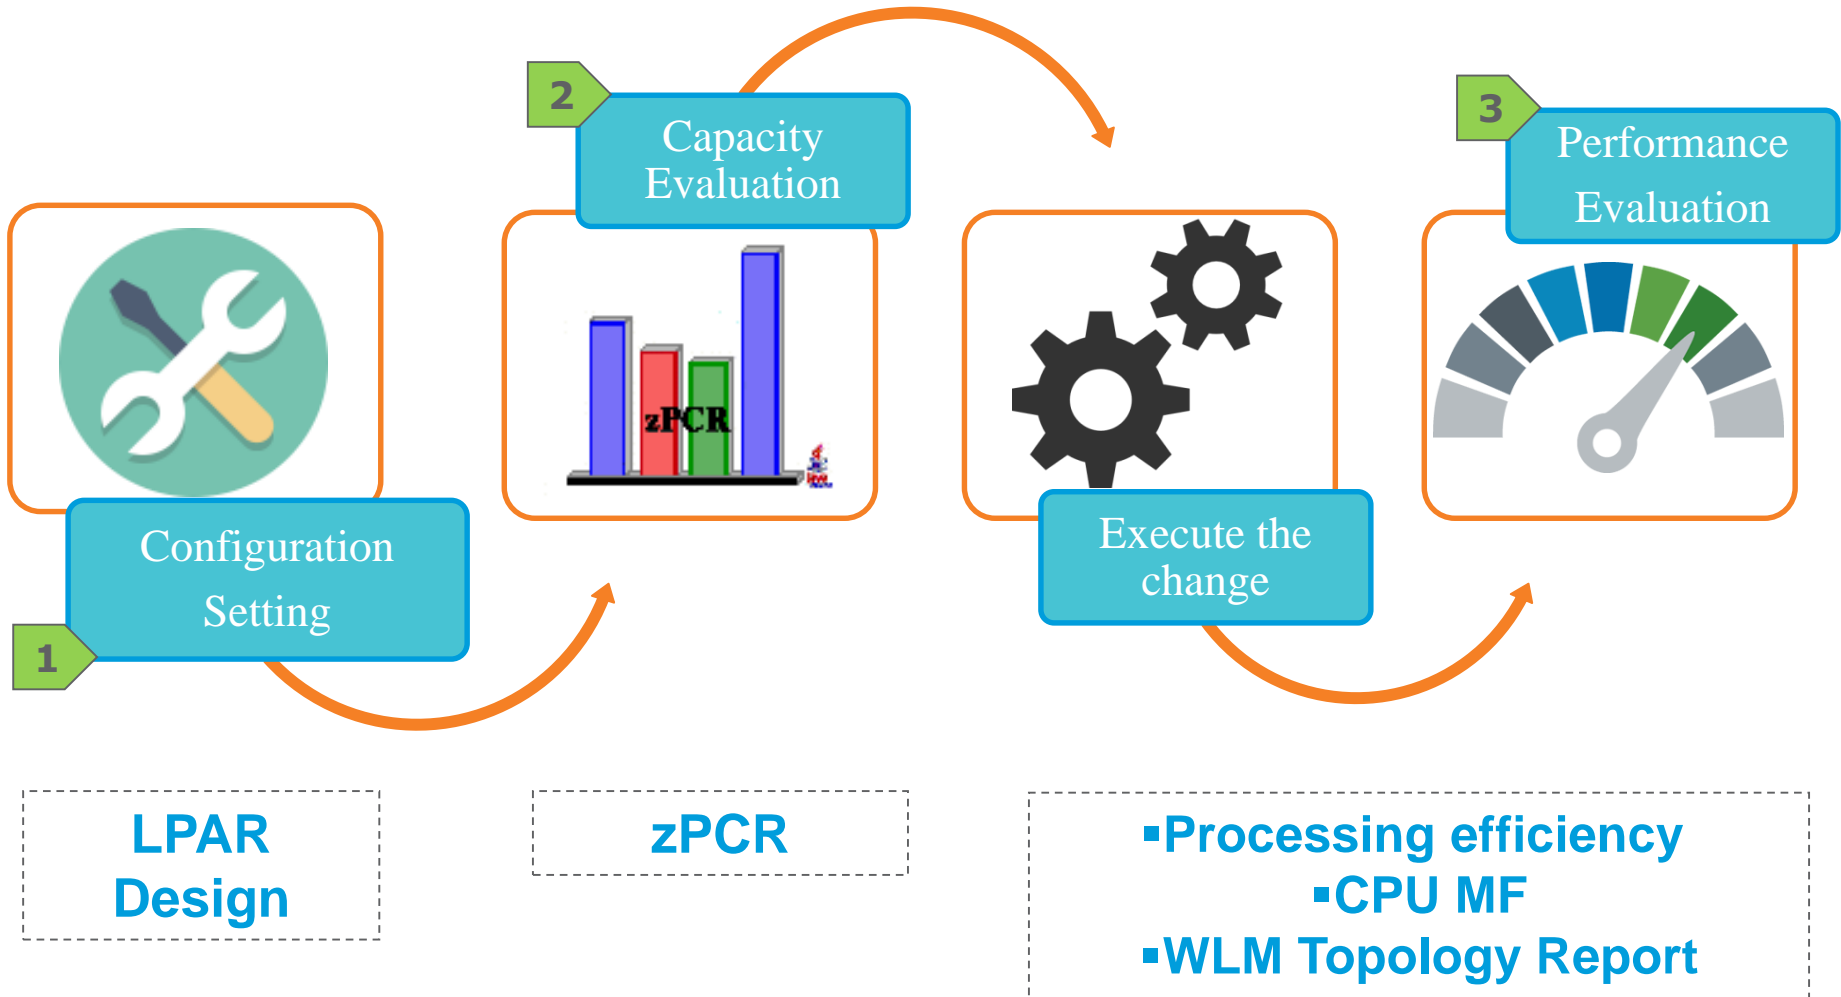 1
Configuration
Setting
2
Capacity
Evaluation
zPCR
Execute the
change
3
Performance
Evaluation
LPAR
Design
zPCR
▪Processing efficiency
▪CPU MF
▪WLM Topology Report